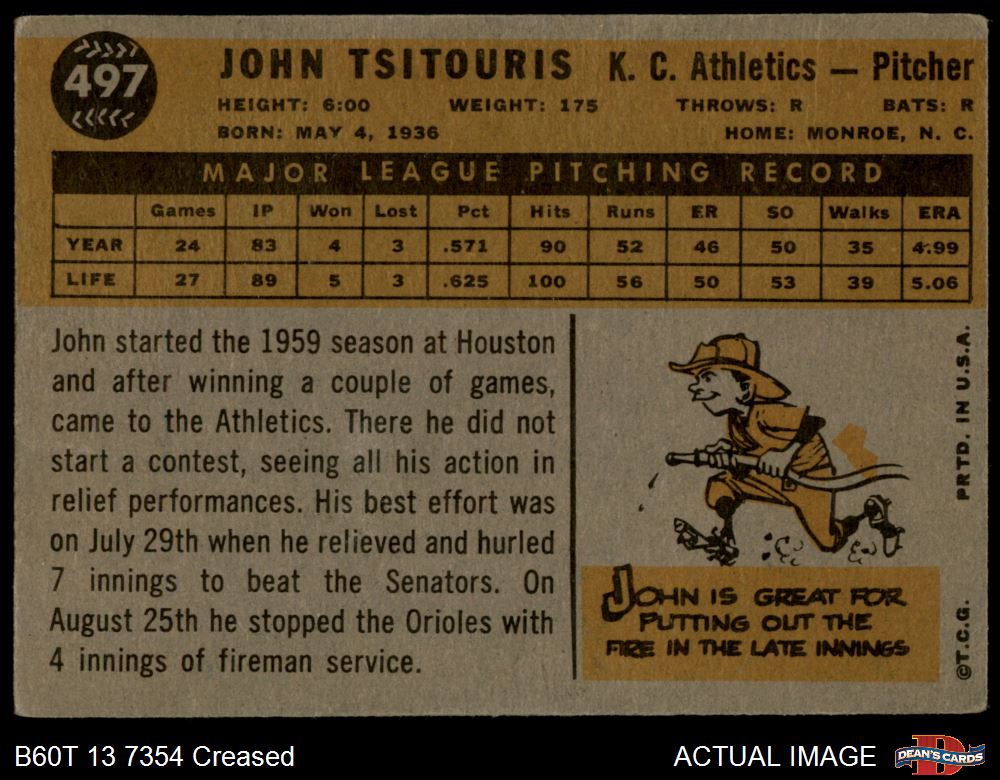 497
JOHN TSITOURIS K. C. Athletics — Pitcher
HEIGHT: 6:00 WEIGHT: 175 THROWS: R BATS: R
BORN: MAY 4, 1936 HOME: MONROE, N. C.
MAJOR LEAGUE PITCHING RECORD
Games IP Won Lost Pct Hits Runs ER SO Walks ERA
YEAR 24 83 4 3 .571 90 52 46 50 35 4.99
LIFE 27 89 5 3 .625 100 56 50 53 39 5.06
John started the 1959 season at Houston
and after winning a couple of games,
came to the Athletics. There he did not
start a contest, seeing all his action in
relief performances. His best effort was
on July 29th when he relieved and hurled
7 innings to beat the Senators. On
August 25th he stopped the Orioles with
4 innings of fireman service.
JOHN IS GREAT FOR
PUTTING OUT THE
FIRE IN THE LATE INNINGS
PRTD. IN U.S.A.
©T.C.G.
B60T 13 7354 Creased
ACTUAL IMAGE
DEAN'S CARDS